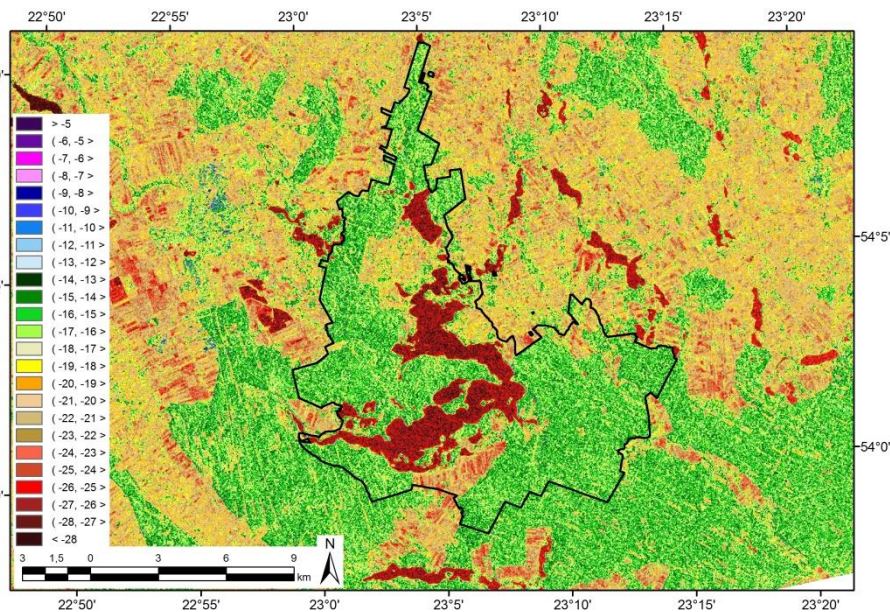 22°50' 22°55' 23°0' 23°5' 23°10' 23°15' 23°20'
> -5
( -6, -5 >
( -7, -6 >
( -8, -7 >
( -9, -8 >
( -10, -9 >
( -11, -10 >
( -12, -11 >
( -13, -12 >
( -14, -13 >
( -15, -14 >
( -16, -15 >
( -17, -16 >
( -18, -17 >
( -19, -18 >
( -20, -19 >
( -21, -20 >
( -22, -21 >
( -23, -22 >
( -24, -23 >
( -25, -24 >
( -26, -25 >
( -27, -26 >
( -28, -27 >
< -28
54°5'
54°0'
N
3 1,5 0 3 6 9
km
22°50' 22°55' 23°0' 23°5' 23°10' 23°15' 23°20'